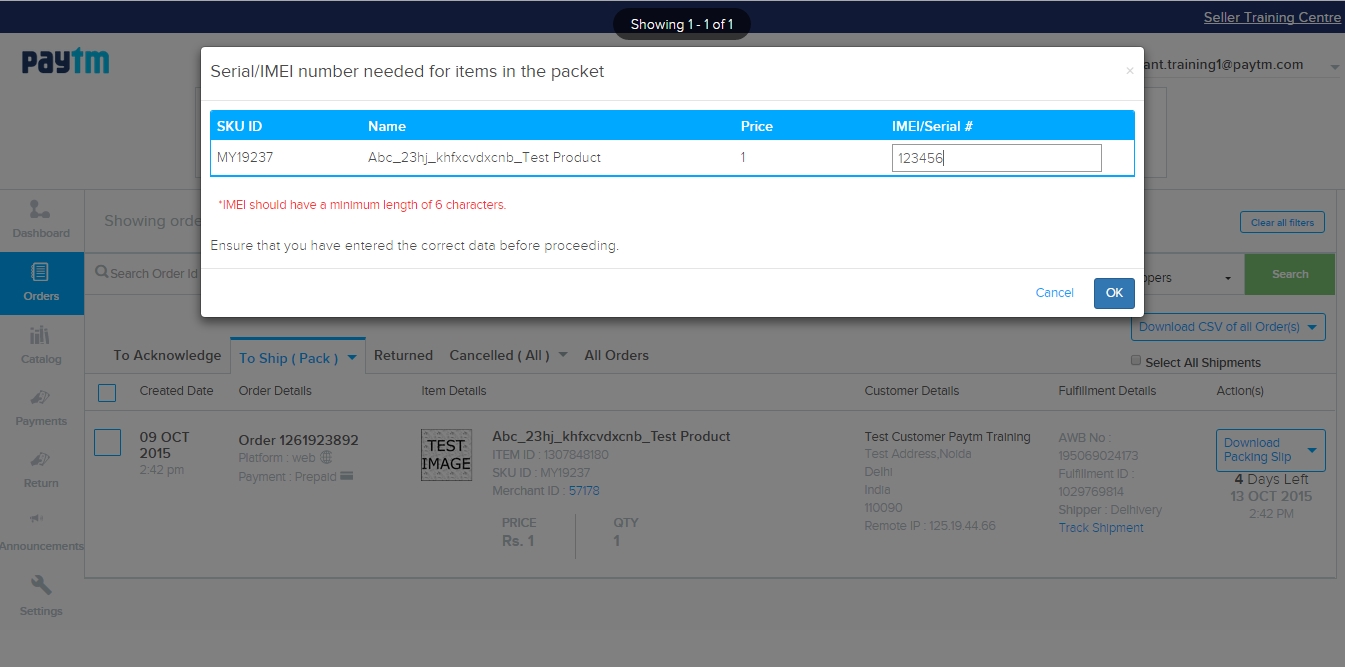 Showing 1 - 1 of 1
Seller Training Centre
paytm
ant.training1@paytm.com
Serial/IMEI number needed for items in the packet
×
SKU ID Name Price IMEI/Serial #
MY19237 Abc_23hj_khfxcvdxcnb_Test Product 1 123456
*IMEI should have a minimum length of 6 characters.
Ensure that you have entered the correct data before proceeding.
Cancel OK
Dashboard
Orders
Catalog
Payments
Return
Announcements
Settings
Showing orde
Clear all filters
Search Order Id
ppers
Search
Download CSV of all Order(s)
Select All Shipments
To Acknowledge To Ship ( Pack ) Returned Cancelled ( All ) All Orders
Created Date Order Details Item Details Customer Details Fulfillment Details Action(s)
09 OCT
2015
2:42 pm
Order 1261923892
Platform : web
Payment : Prepaid
TEST
IMAGE
Abc_23hj_khfxcvdxcnb_Test Product
ITEM ID : 1307848180
SKU ID : MY19237
Merchant ID : 57178
PRICE QTY
Rs. 1 1
Test Customer Paytm Training
Test Address,Noida
Delhi
India
110090
Remote IP : 125.19.44.66
AWB No :
195069024173
Fulfillment ID :
1029769814
Shipper : Delhivery
Track Shipment
Download
Packing Slip
4 Days Left
13 OCT 2015
2:42 PM